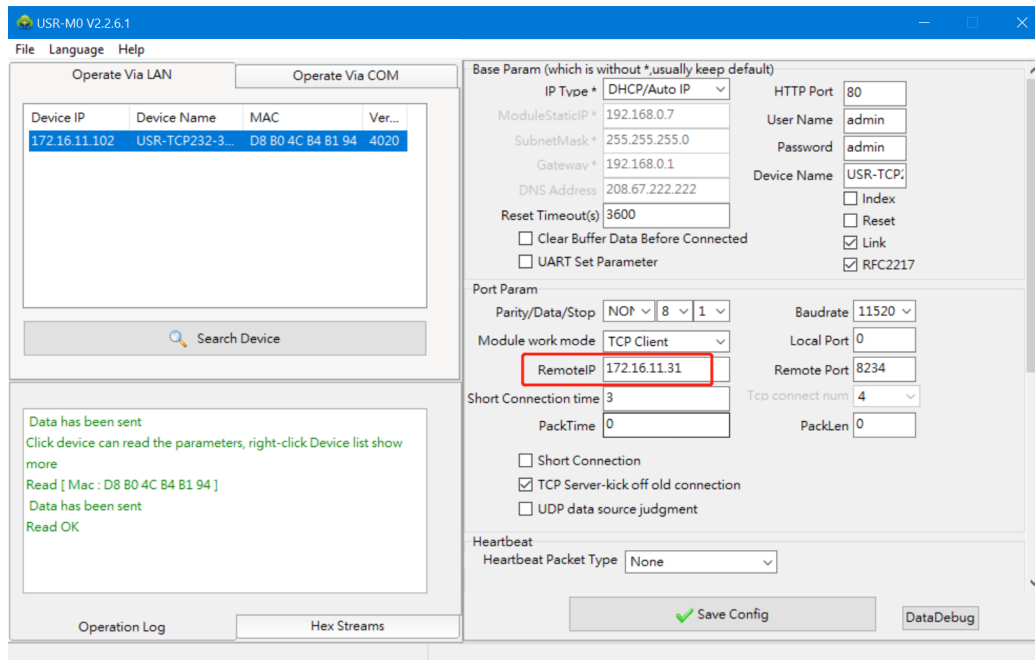 USR-M0 V2.2.6.1
File Language Help
Operate Via LAN
Operate Via COM
Device IP Device Name MAC Ver...
172.16.11.102 USR-TCP232-3... D8 B0 4C B4 B1 94 4020
Search Device
Data has been sent
Click device can read the parameters, right-click Device list show
more
Read [ Mac : D8 B0 4C B4 B1 94 ]
Data has been sent
Read OK
Operation Log
Hex Streams
Base Param (which is without *,usually keep default)
IP Type * DHCP/Auto IP
HTTP Port 80
ModuleStaticIP * 192.168.0.7
User Name admin
SubnetMask * 255.255.255.0
Password admin
Gateway * 192.168.0.1
Device Name USR-TCP2
DNS Address 208.67.222.222
Index
Reset Timeout(s) 3600
Reset
Clear Buffer Data Before Connected
Link
UART Set Parameter
RFC2217
Port Param
Parity/Data/Stop NON 8 1
Baudrate 11520
Module work mode TCP Client
Local Port 0
RemoteIP 172.16.11.31
Remote Port 8234
Short Connection time 3
Tcp connect num 4
PackTime 0
PackLen 0
Short Connection
TCP Server-kick off old connection
UDP data source judgment
Heartbeat
Heartbeat Packet Type None
Save Config
DataDebug